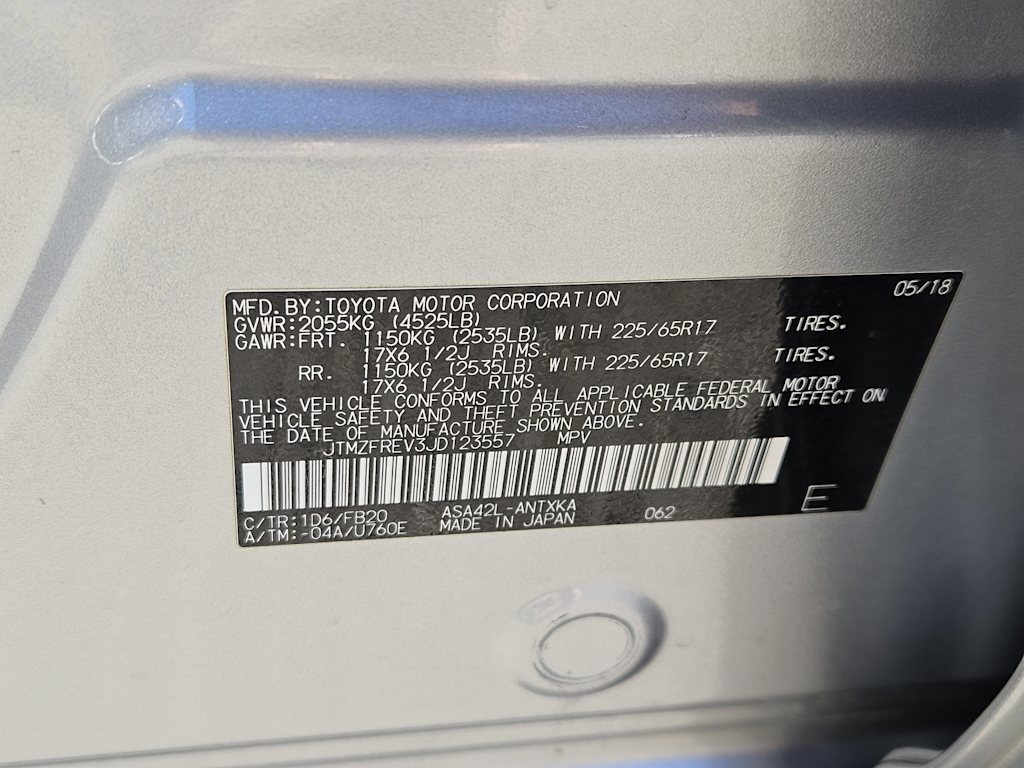 05/18
MFD.BY:TOYOTA MOTOR CORPORATION
GVWR:2055KG (4525LB)
GAWR:FRT. 1150KG (2535LB) WITH 225/65R17 TIRES.
17X6 1/2J RIMS.
RR. 1150KG (2535LB) WITH 225/65R17 TIRES.
17X6 1/2J RIMS.
THIS VEHICLE CONFORMS TO ALL APPLICABLE FEDERAL MOTOR
VEHICLE SAFETY AND THEFT PREVENTION STANDARDS IN EFFECT ON
THE DATE OF MANUFACTURE SHOWN ABOVE.
JTMZFREV3JD123557 MPV
C/TR:1D6/FB20 ASA42L-ANTXKA 062 E
A/TM:-04A/U760E MADE IN JAPAN